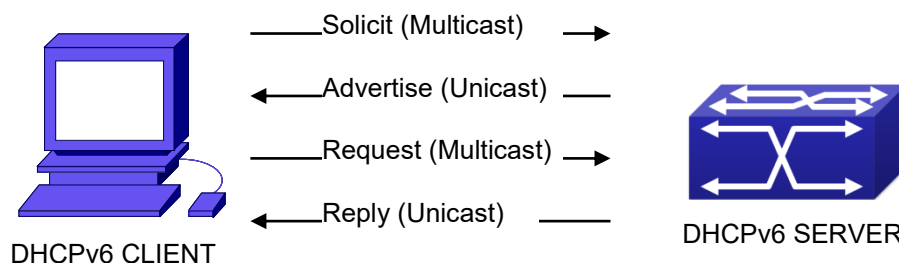 Solicit (Multicast)
Advertise (Unicast)
Request (Multicast)
Reply (Unicast)
DHCPv6 CLIENT
DHCPv6 SERVER